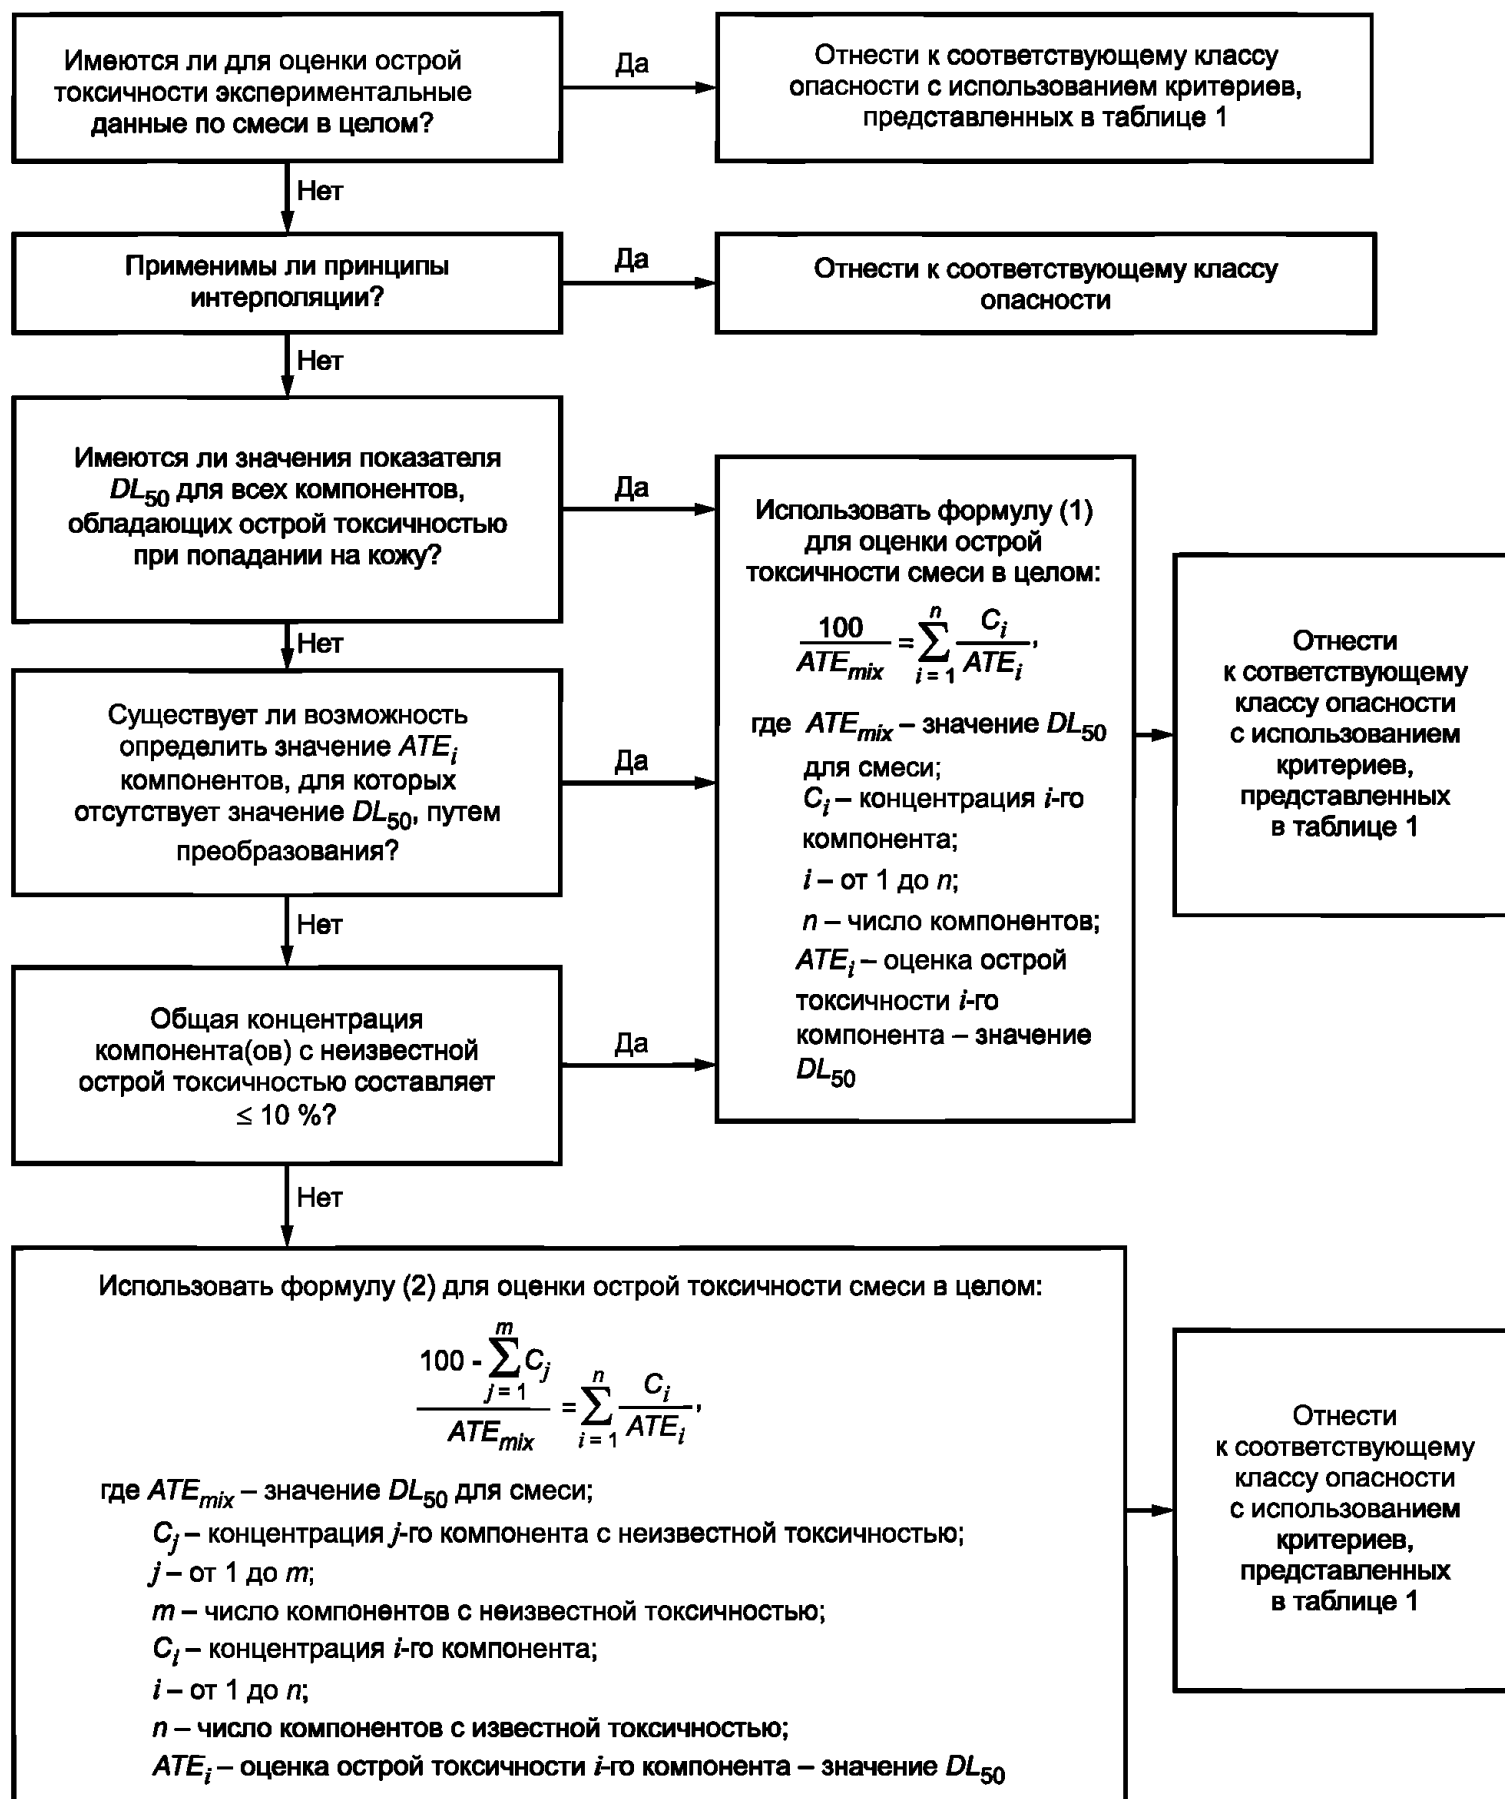 Имеются ли для оценки острой
токсичности экспериментальные
данные по смеси в целом?
Да
Отнести к соответствующему классу
опасности с использованием критериев,
представленных в таблице 1
Нет
Применимы ли принципы
интерполяции?
Да
Отнести к соответствующему классу
опасности
Нет
Имеются ли значения показателя
DL50 для всех компонентов,
обладающих острой токсичностью
при попадании на кожу?
Да
Нет
Существует ли возможность
определить значение ATEi
компонентов, для которых
отсутствует значение DL50, путем
преобразования?
Да
Нет
Общая концентрация
компонента(ов) с неизвестной
острой токсичностью составляет
≤ 10 %?
Да
Использовать формулу (1)
для оценки острой
токсичности смеси в целом:
100 / ATEmix = n ∑ i = 1 Ci / ATEi,
где ATEmix – значение DL50
для смеси;
Ci – концентрация i-го
компонента;
i – от 1 до n;
n – число компонентов;
ATEi – оценка острой
токсичности i-го
компонента – значение
DL50
Отнести
к сответствующему
классу опасности
с использованием
критериев,
представленных
в таблице 1
Нет
Использовать формулу (2) для оценки острой токсичности смеси в целом:
100 - m ∑ j = 1 Cj / ATEmix = n ∑ i = 1 Ci / ATEi,
где ATEmix – значение DL50 для смеси;
Cj – концентрация j-го компонента с неизвестной токсичностью;
j – от 1 до m;
m – число компонентов с неизвестной токсичностью;
Ci – концентрация i-го компонента;
i – от 1 до n;
n – число компонентов с известной токсичностью;
ATEi – оценка острой токсичности i-го компонента – значение DL50
Отнести
к соответствующему
классу опасности
с использованием
критериев,
представленных
в таблице 1